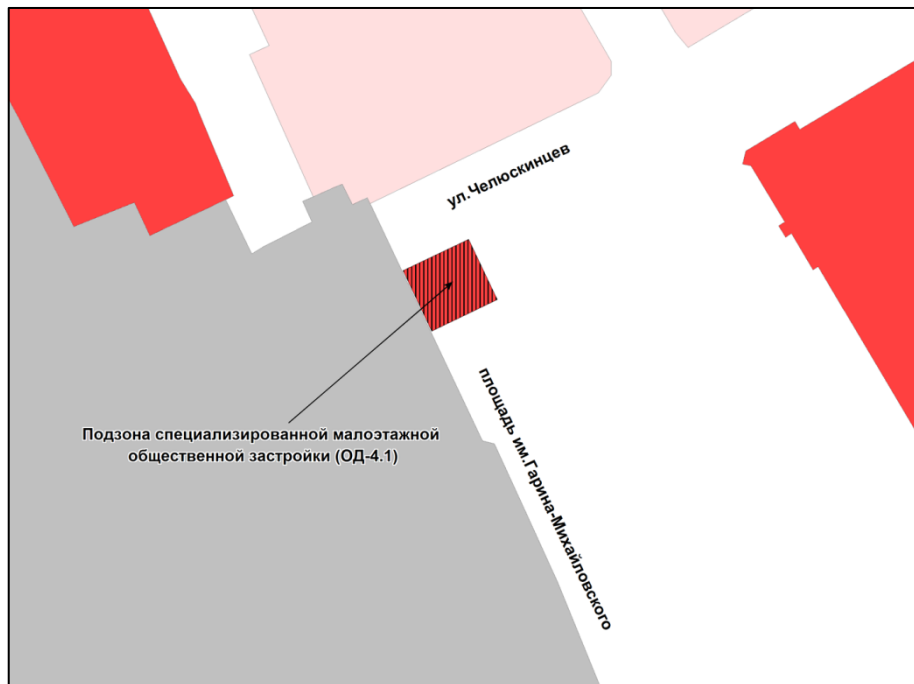 ул.Челюскинцев
площадь им.Гарина-Михайловского
Подзона специализированной малоэтажной
общественной застройки (ОД-4.1)